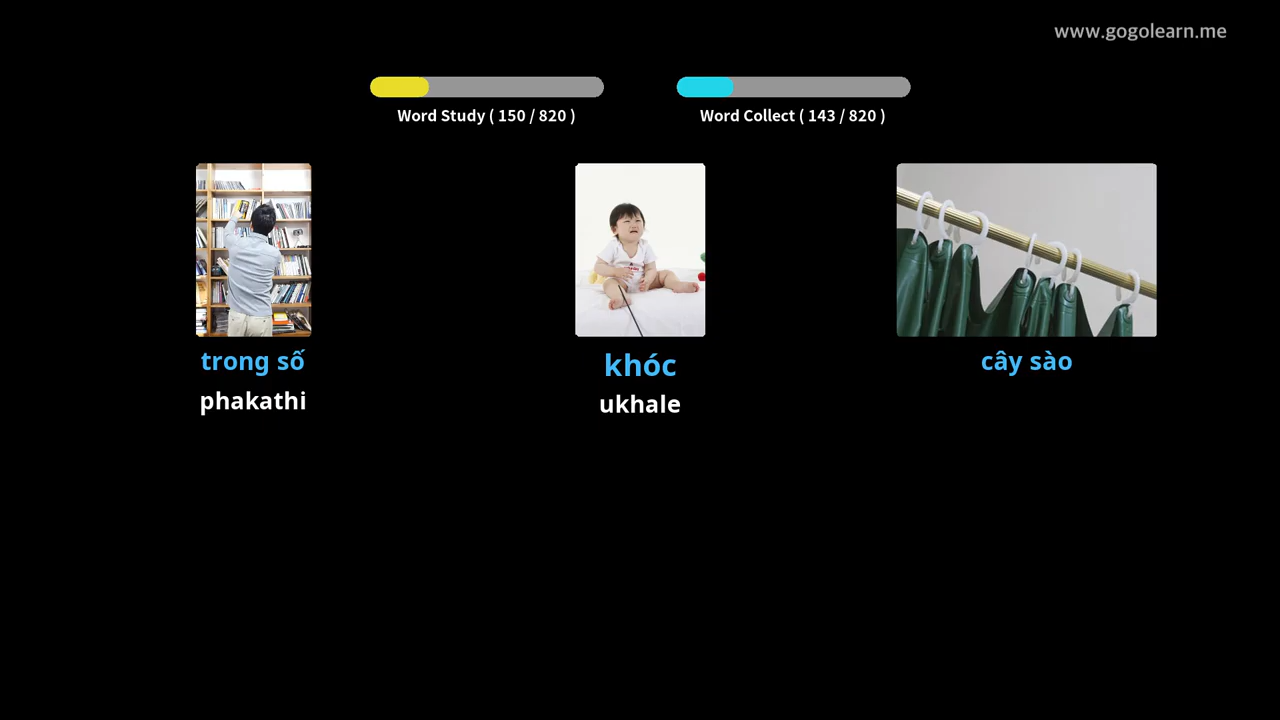 www.gogolearn.me
Word Study ( 150 / 820 )
Word Collect ( 143 / 820 )
trong số
phakathi
khóc
ukhale
cây sào